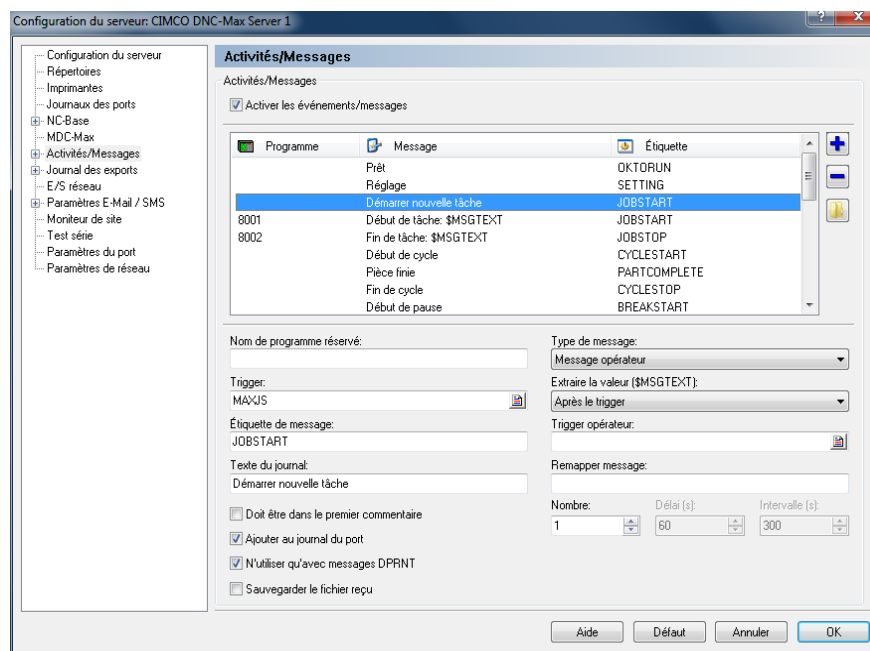 Configuration du serveur: CIMCO DNC-Max Server 1
Configuration du serveur
Répertoires
Imprimantes
Journaux des ports
NC-Base
MDC-Max
Activités/Messages
Journal des exports
E/S réseau
Paramètres E-Mail / SMS
Moniteur de site
Test série
Paramètres du port
Paramètres de réseau
Activités/Messages
Activités/Messages
Activer les événements/messages
Programme Message Étiquette
Prêt OKTORUN
Réglage SETTING
Démarrer nouvelle tâche JOBSTART
8001 Début de tâche: $MSGTEXT JOBSTART
8002 Fin de tâche: $MSGTEXT JOBSTOP
Début de cycle CYCLESTART
Pièce finie PARTCOMPLETE
Fin de cycle CYCLESTOP
Début de pause BREAKSTART
Nom de programme réservé:
Trigger:
MAXJS
Étiquette de message:
JOBSTART
Texte du journal:
Démarrer nouvelle tâche
Doit être dans le premier commentaire
Ajouter au journal du port
N'utiliser qu'avec messages DPRNT
Sauvegarder le fichier reçu
Type de message:
Message opérateur
Extraire la valeur ($MSGTEXT):
Après le trigger
Trigger opérateur:
Remapper message:
Nombre: Délai (s): Intervalle (s):
1 60 300
Aide Défaut Annuler OK